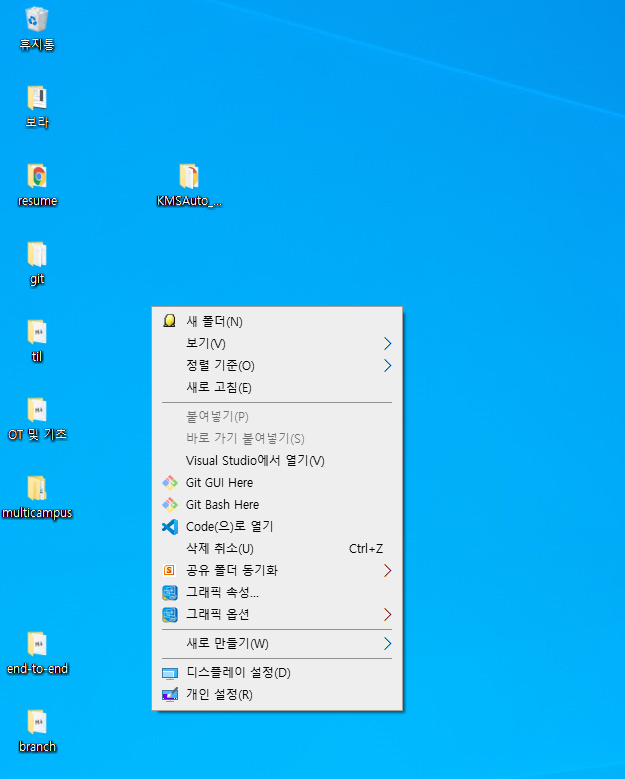 휴지통
보라
resume
KMSAuto_...
git
til
OT 및 기초
multicampus
end-to-end
branch
새 폴더(N)
보기(V)
정렬 기준(O)
새로 고침(E)
붙여넣기(P)
바로 가기 붙여넣기(S)
Visual Studio에서 열기(V)
Git GUI Here
Git Bash Here
Code(으)로 열기
삭제 취소(U) Ctrl+Z
공유 폴더 동기화
그래픽 속성...
그래픽 옵션
새로 만들기(W)
디스플레이 설정(D)
개인 설정(R)